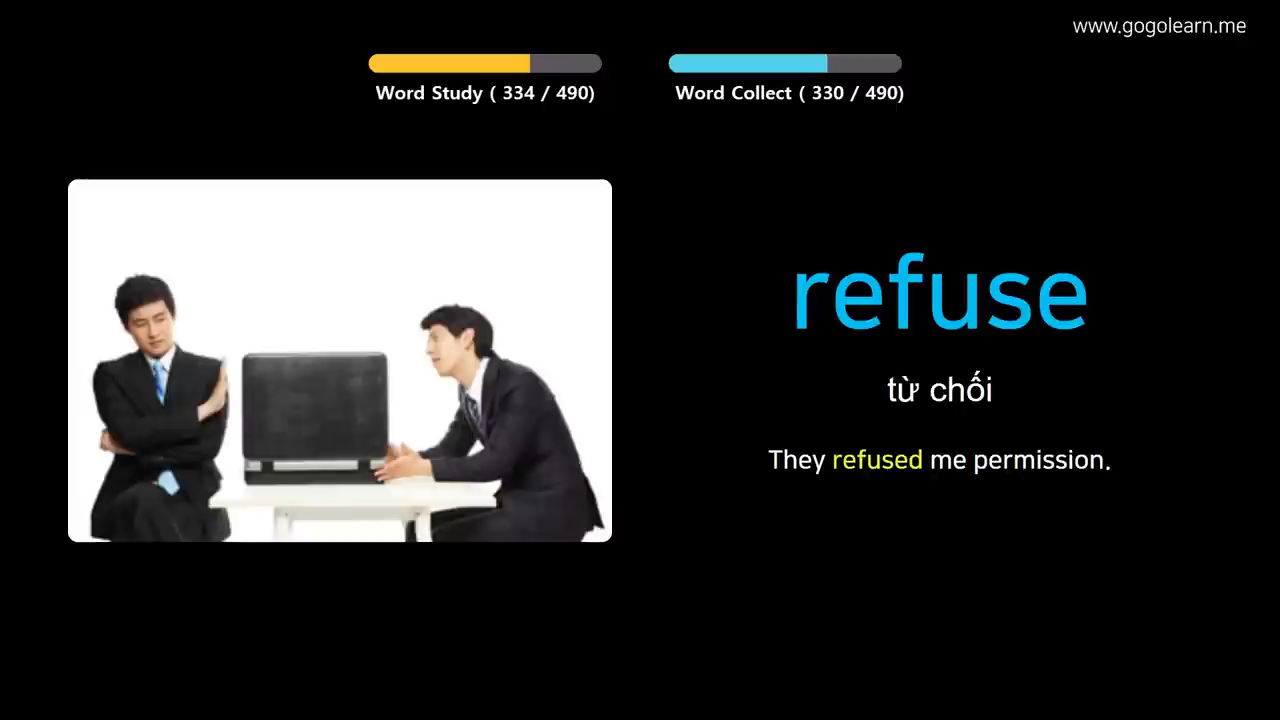 www.gogolearn.me
Word Study ( 334 / 490)
Word Collect ( 330 / 490)
refuse
từ chối
They refused me permission.